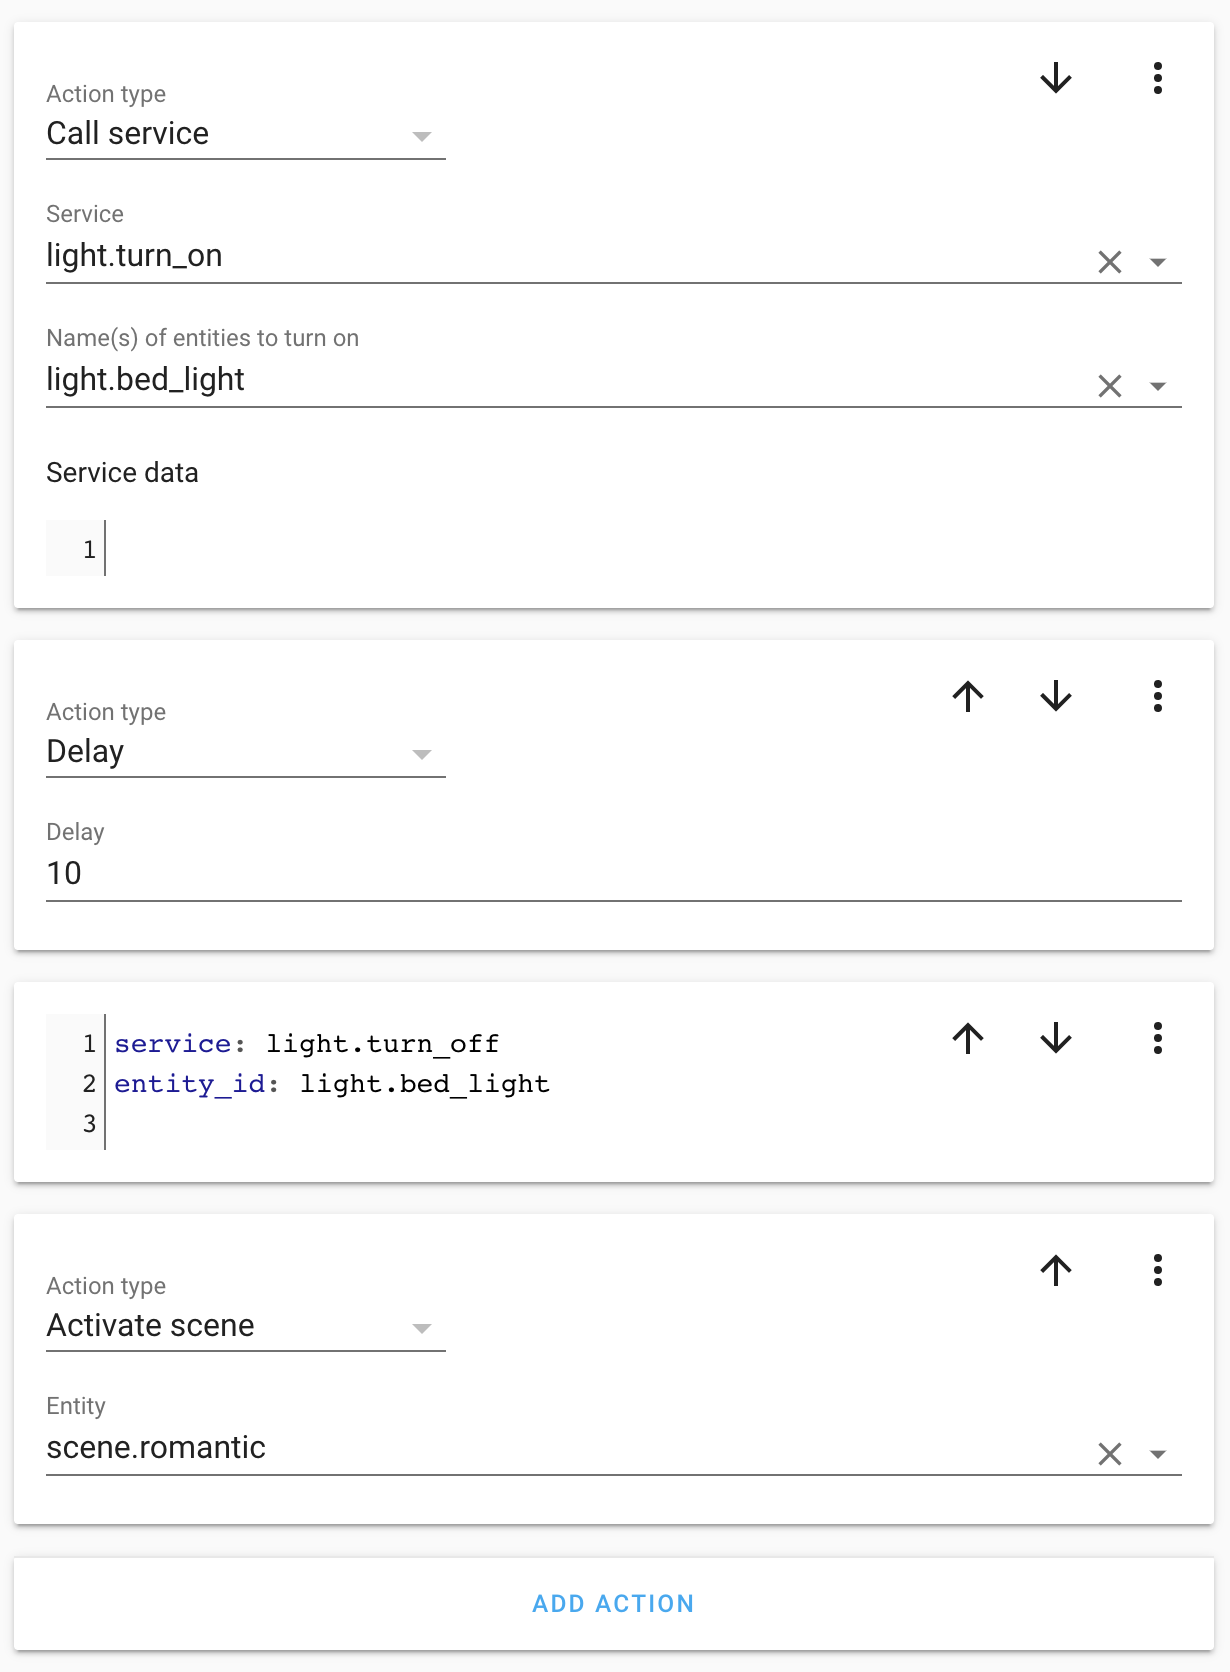 Action type
Call service
Service
light.turn_on
Name(s) of entities to turn on
light.bed_light
Service data
1
Action type
Delay
Delay
10
1 service: light.turn_off
2 entity_id: light.bed_light
3
Action type
Activate scene
Entity
scene.romantic
ADD ACTION